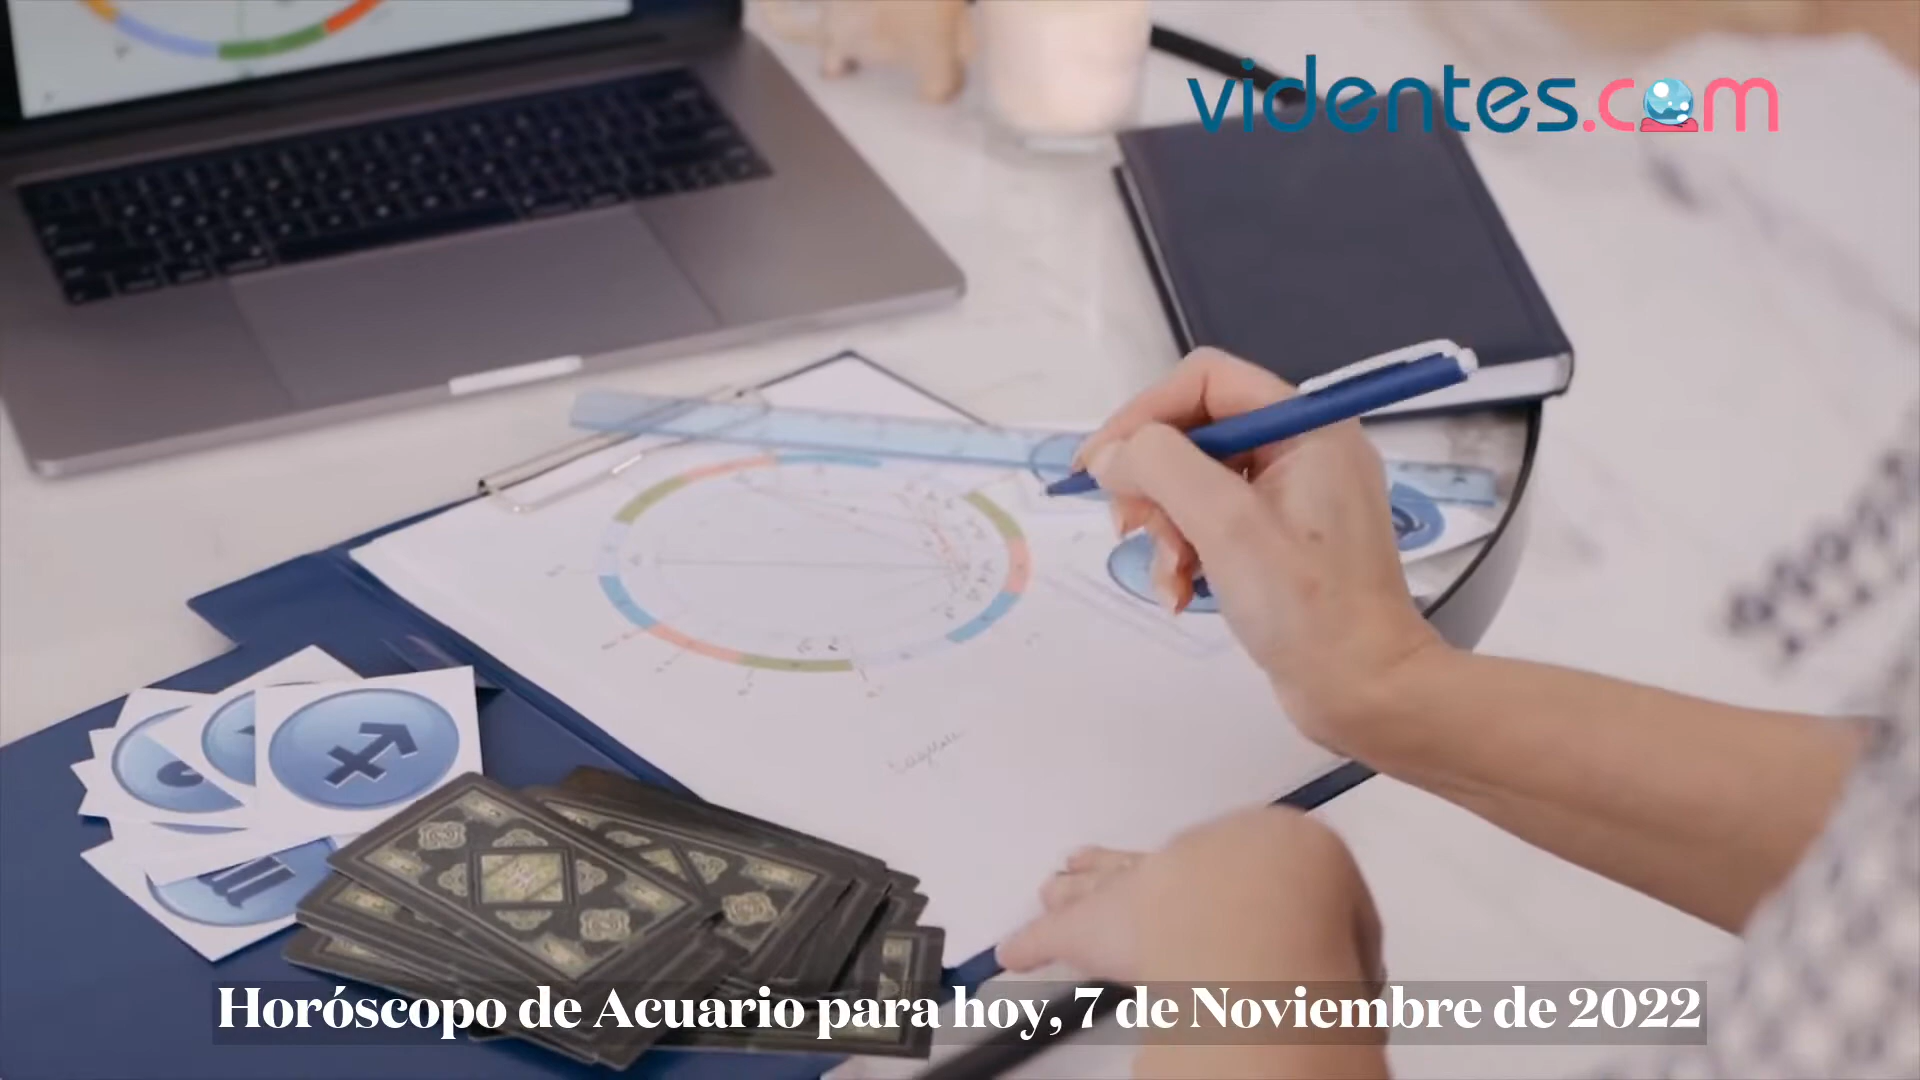 videntes.com
Horóscopo de Acuario para hoy, 7 de Noviembre de 2022